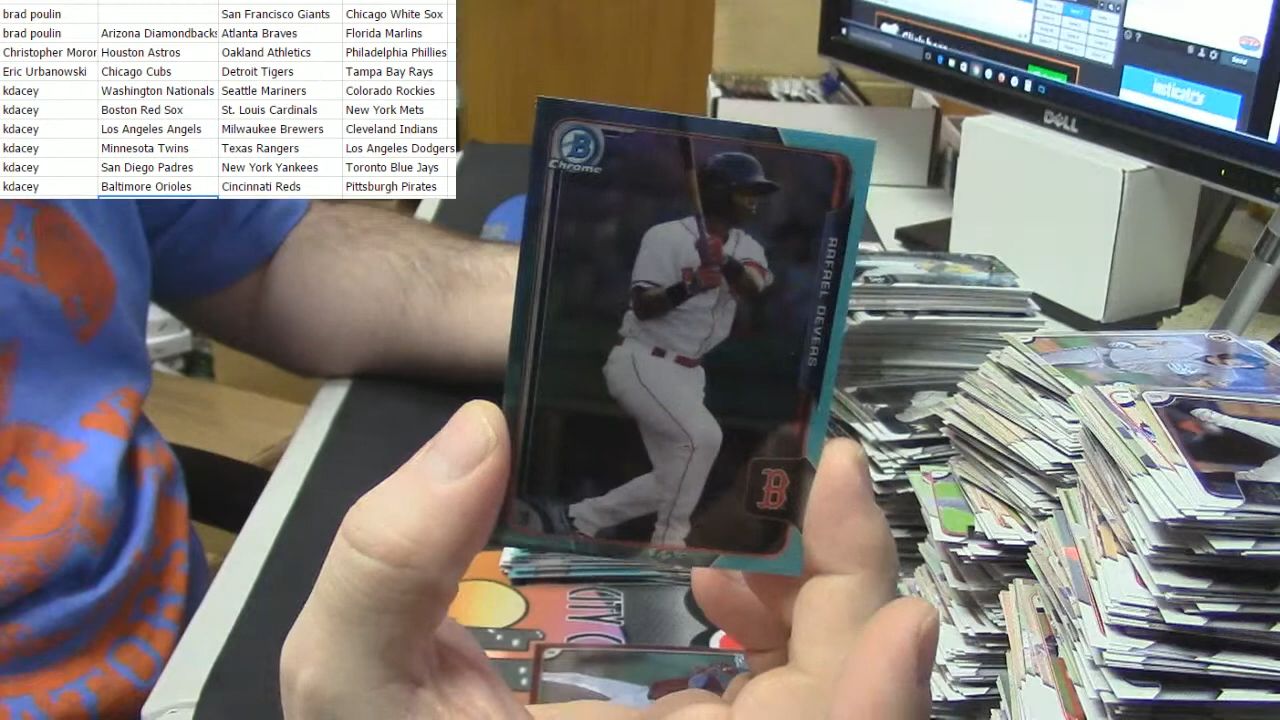 brad poulin San Francisco Giants Chicago White Sox
brad poulin Arizona Diamondbacks Atlanta Braves Florida Marlins
Christopher Moror Houston Astros Oakland Athletics Philadelphia Phillies
Eric Urbanowski Chicago Cubs Detroit Tigers Tampa Bay Rays
kdacey Washington Nationals Seattle Mariners Colorado Rockies
kdacey Boston Red Sox St. Louis Cardinals New York Mets
kdacey Los Angeles Angels Milwaukee Brewers Cleveland Indians
kdacey Minnesota Twins Texas Rangers Los Angeles Dodgers
kdacey San Diego Padres New York Yankees Toronto Blue Jays
kdacey Baltimore Orioles Cincinnati Reds Pittsburgh Pirates
B
Chrome
RAFAEL DEVERS
B
DELL